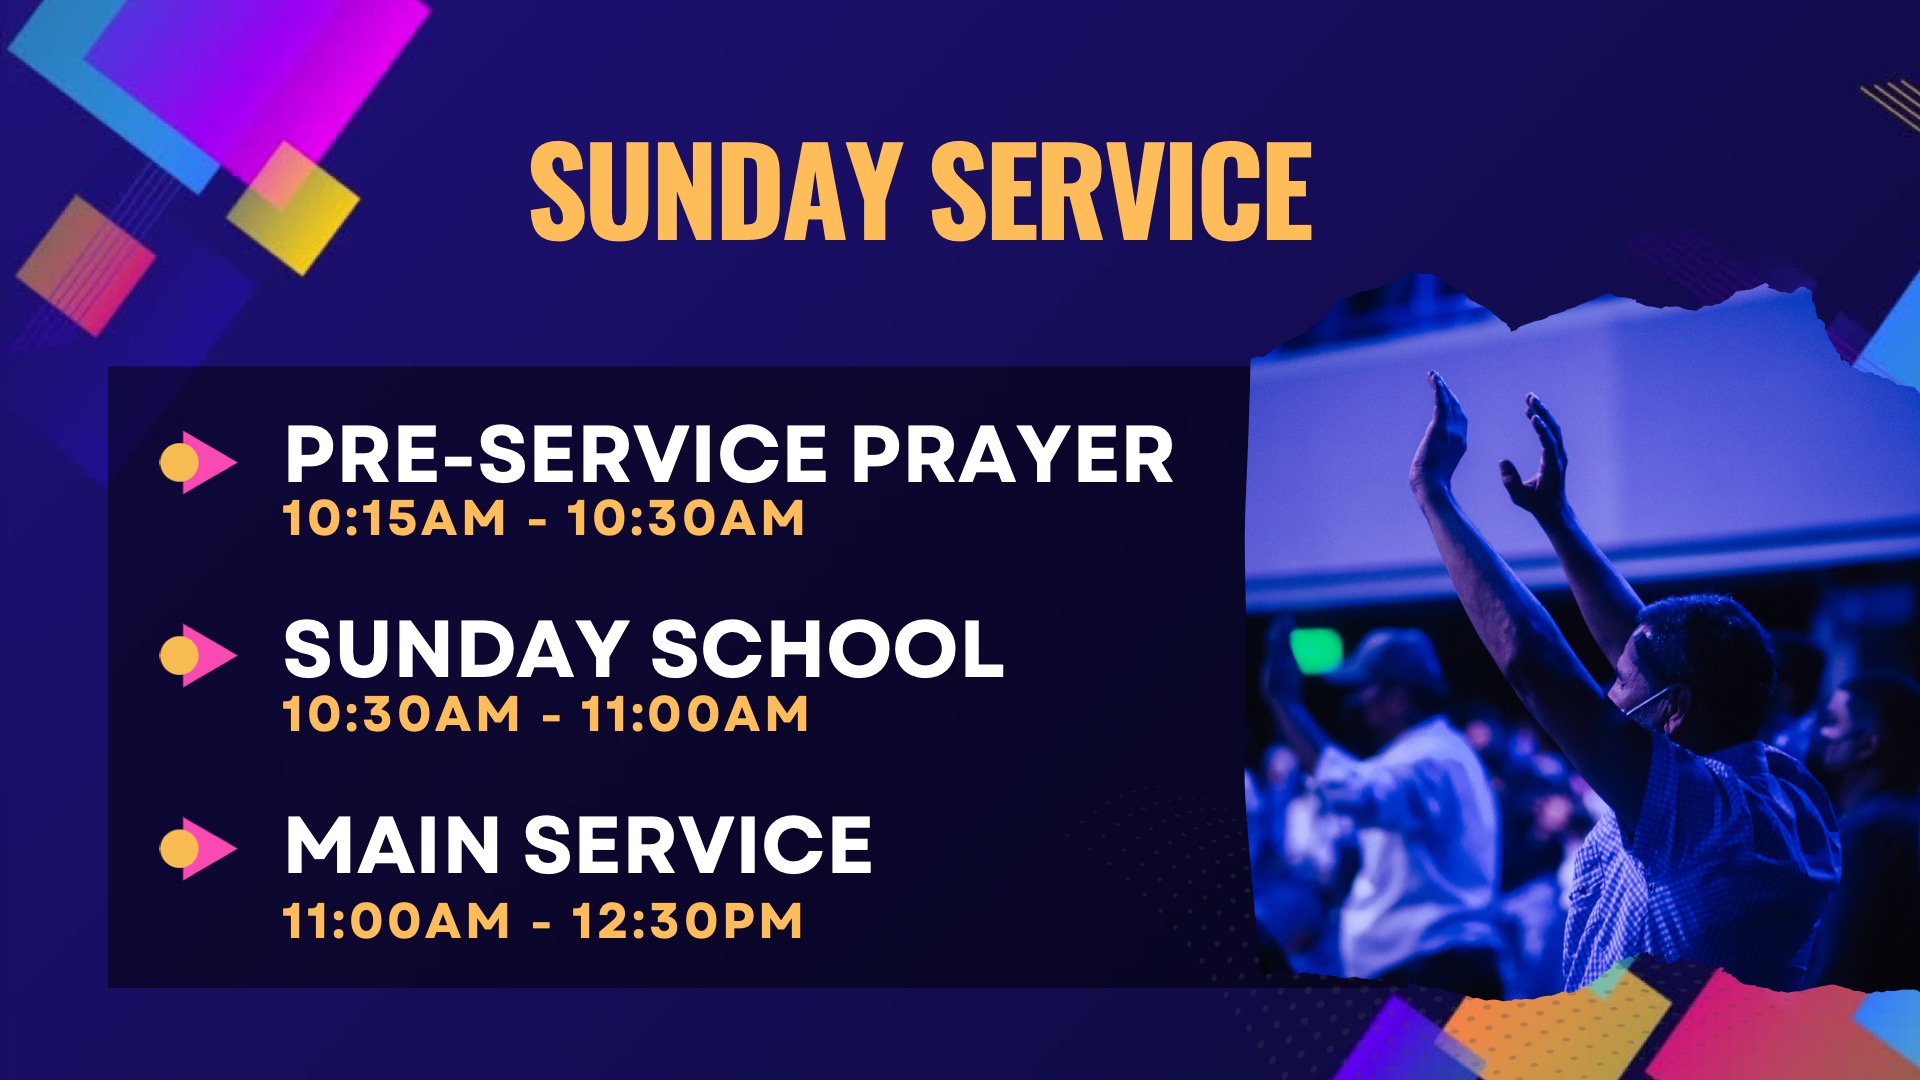 SUNDAY SERVICE
PRE-SERVICE PRAYER
10:15AM - 10:30AM
SUNDAY SCHOOL
10:30AM - 11:00AM
MAIN SERVICE
11:00AM - 12:30PM